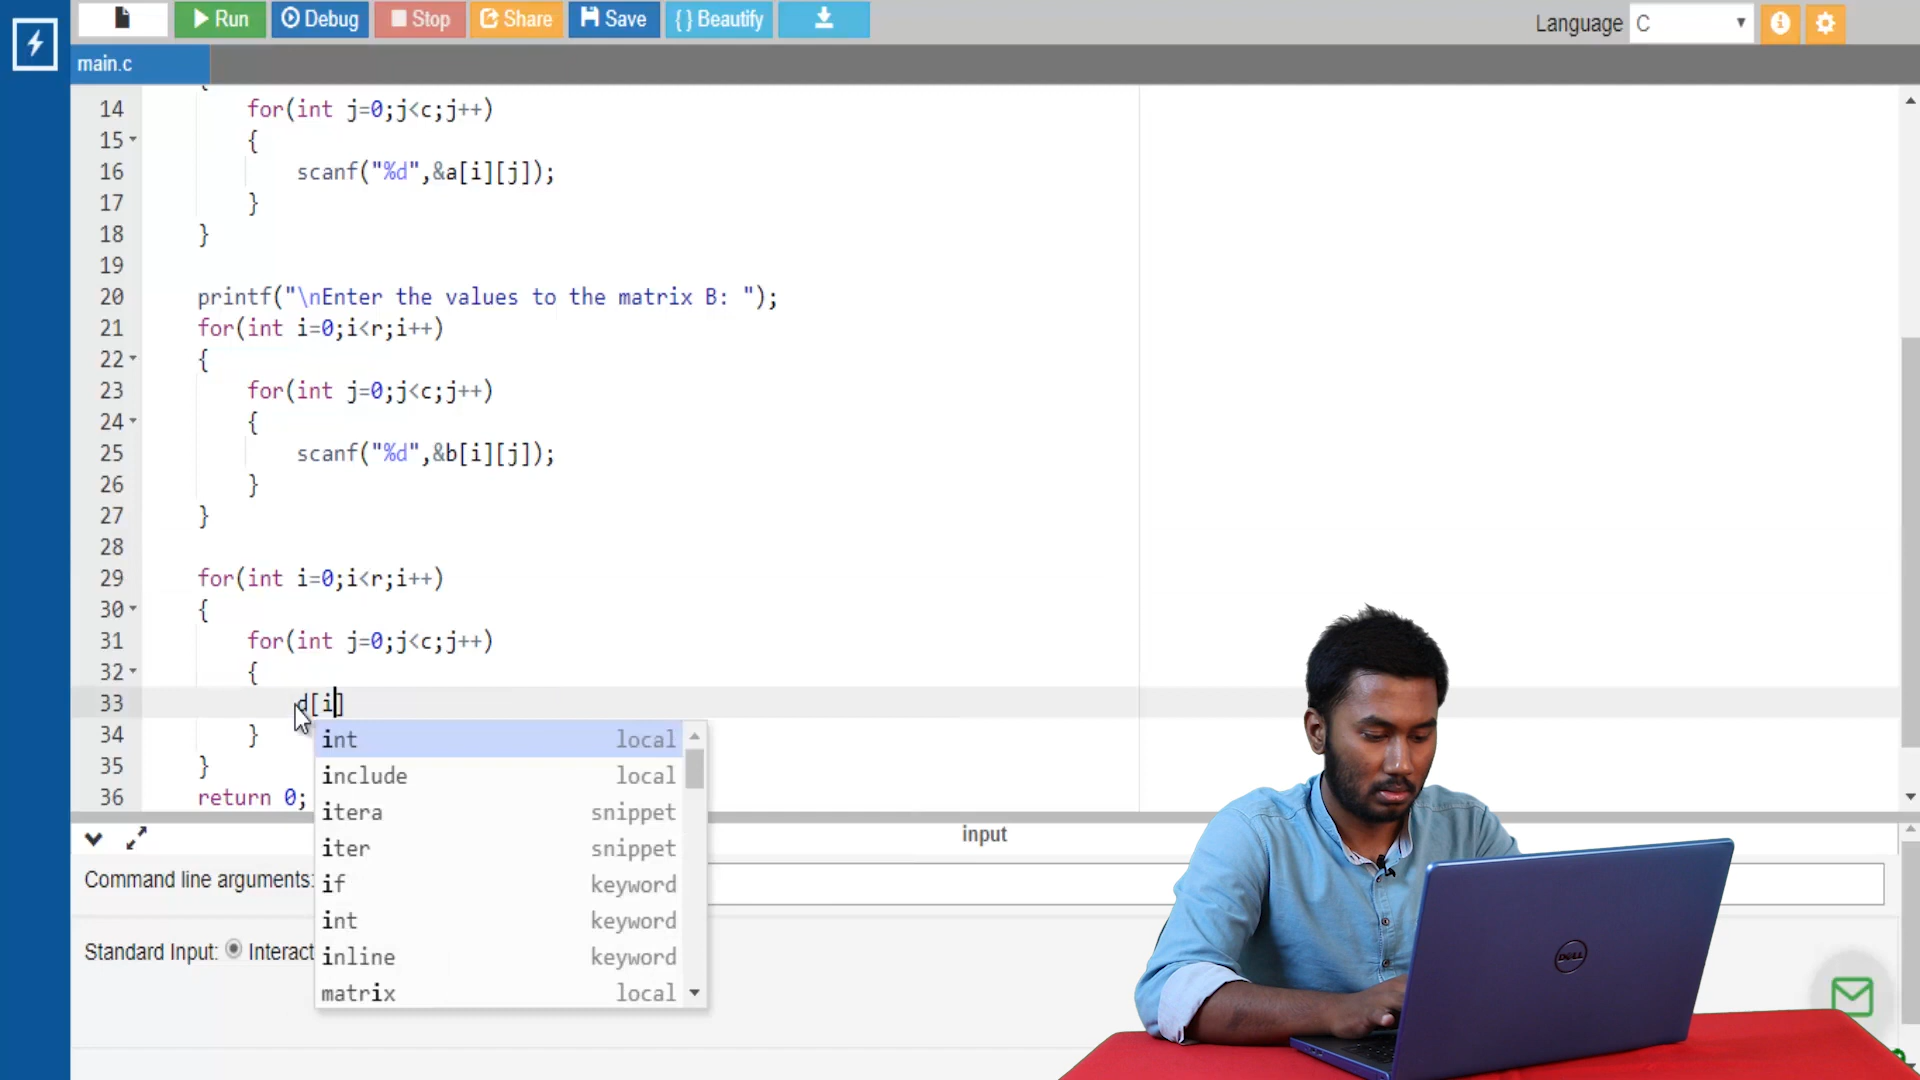 Run Debug Stop Share Save { } Beautify
Language C
main.c
14 for(int j=0;j<c;j++)
15 {
16 scanf("%d",&a[i][j]);
17 }
18 }
19
20 printf("\nEnter the values to the matrix B: ");
21 for(int i=0;i<r;i++)
22 {
23 for(int j=0;j<c;j++)
24 {
25 scanf("%d",&b[i][j]);
26 }
27 }
28
29 for(int i=0;i<r;i++)
30 {
31 for(int j=0;j<c;j++)
32 {
33 d[i]
34 }
35 }
36 return 0;
int local
include local
itera snippet
iter snippet
if keyword
int keyword
inline keyword
matrix local
input
Command line arguments:
Standard Input: Interact
DELL